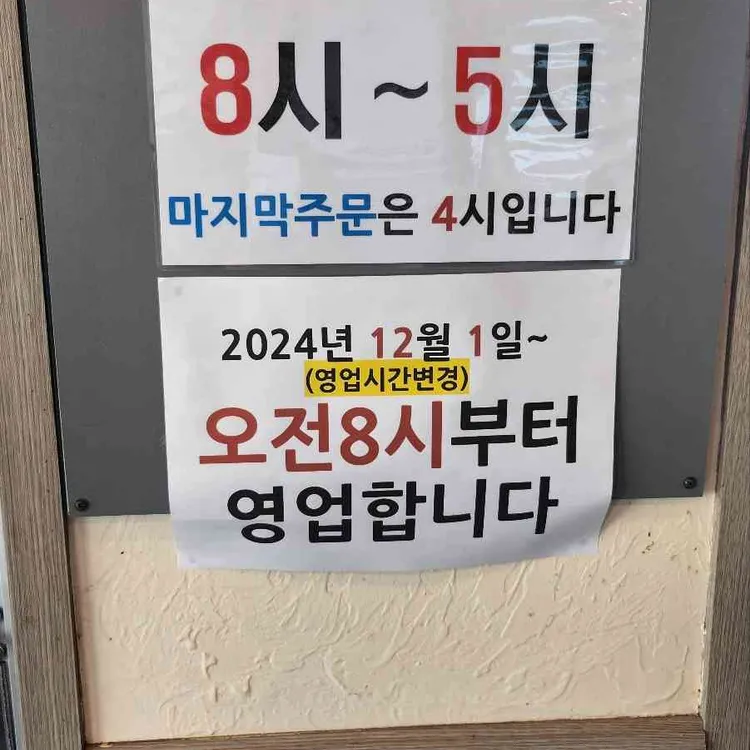 8시 ~ 5시
마지막주문은 4시입니다
2024년 12월 1일~
(영업시간변경)
오전8시부터
영업합니다